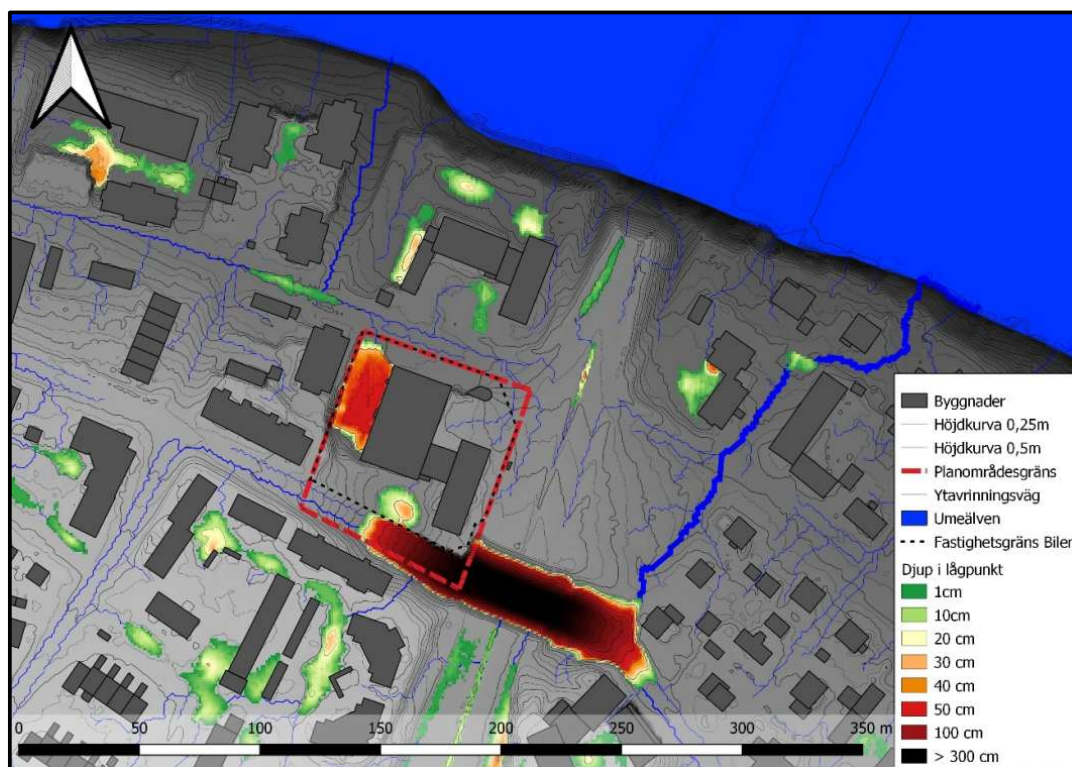 Byggnader
Höjdkurva 0,25m
Höjdkurva 0,5m
Planområdesgräns
Ytavrinningsväg
Umeälven
Fastighetsgräns Bilen
Djup i lågpunkt
1cm
10cm
20 cm
30 cm
40 cm
50 cm
100 cm
> 300 cm
0 50 100 150 200 250 300 350 m